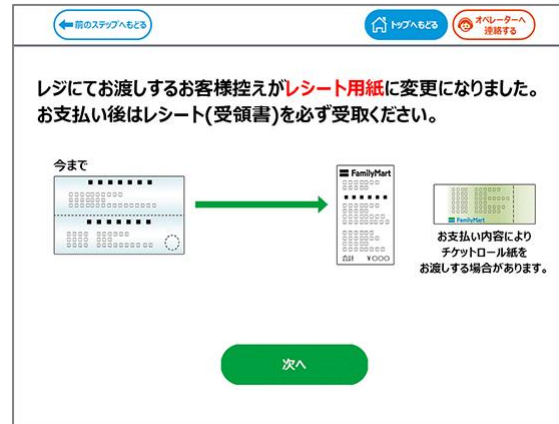 前のステップへもどる
トップへもどる
オペレーターへ
連絡する
レジにてお渡しするお客様控えがレシート用紙に変更になりました。
お支払い後はレシート(受領書)を必ず受取ください。
今まで
FamilyMart
合計 ¥〇〇〇
FamilyMart
お支払い内容により
チケットロール紙を
お渡しする場合があります。
次へ